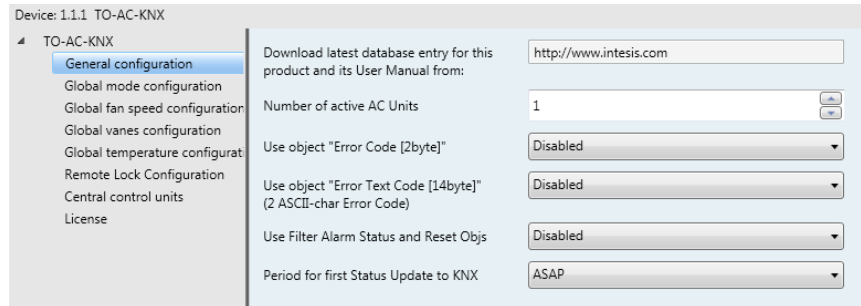 Device: 1.1.1 TO-AC-KNX
TO-AC-KNX
General configuration
Global mode configuration
Global fan speed configuration
Global vanes configuration
Global temperature configurati
Remote Lock Configuration
Central control units
License
Download latest database entry for this
product and its User Manual from:
http://www.intesis.com
Number of active AC Units
1
Use object "Error Code [2byte]"
Disabled
Use object "Error Text Code [14byte]"
(2 ASCII-char Error Code)
Disabled
Use Filter Alarm Status and Reset Objs
Disabled
Period for first Status Update to KNX
ASAP